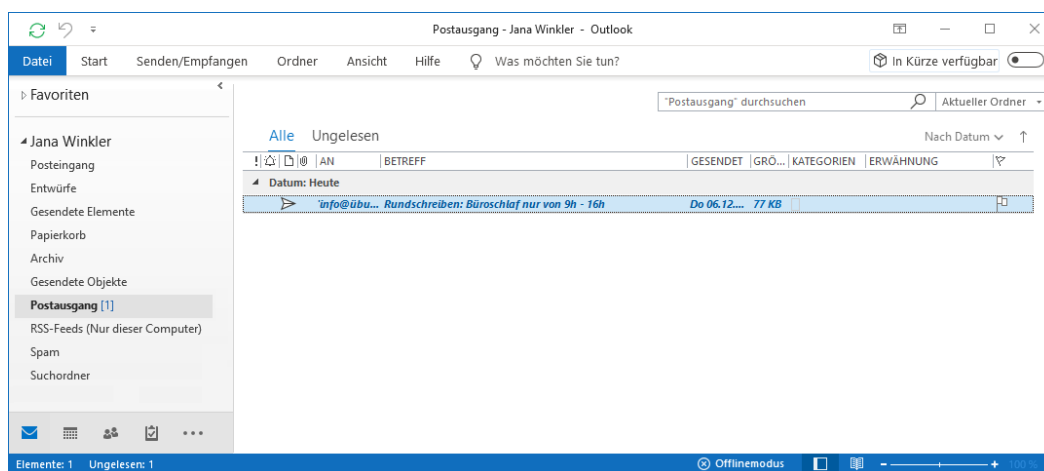 Postausgang - Jana Winkler - Outlook
Datei Start Senden/Empfangen Ordner Ansicht Hilfe Was möchten Sie tun? In Kürze verfügbar
Favoriten
"Postausgang" durchsuchen Aktueller Ordner
Jana Winkler
Alle Ungelesen Nach Datum
! AN BETREFF GESENDET GRÖ... KATEGORIEN ERWÄHNUNG
Datum: Heute
'info@übu... Rundschreiben: Büroschlaf nur von 9h - 16h Do 06.12.... 77 KB
Posteingang
Entwürfe
Gesendete Elemente
Papierkorb
Archiv
Gesendete Objekte
Postausgang [1]
RSS-Feeds (Nur dieser Computer)
Spam
Suchordner
Elemente: 1 Ungelesen: 1 Offlinemodus 100 %